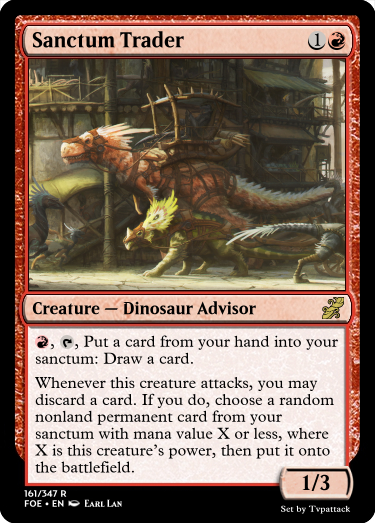 Sanctum Trader
1
Creature — Dinosaur Advisor
, , Put a card from your hand into your
sanctum: Draw a card.
Whenever this creature attacks, you may
discard a card. If you do, choose a random
nonland permanent card from your
sanctum with mana value X or less, where
X is this creature's power, then put it onto
the battlefield.
1/3
161/347 R
FOE • EN Earl Lan
Set by Tvpattack